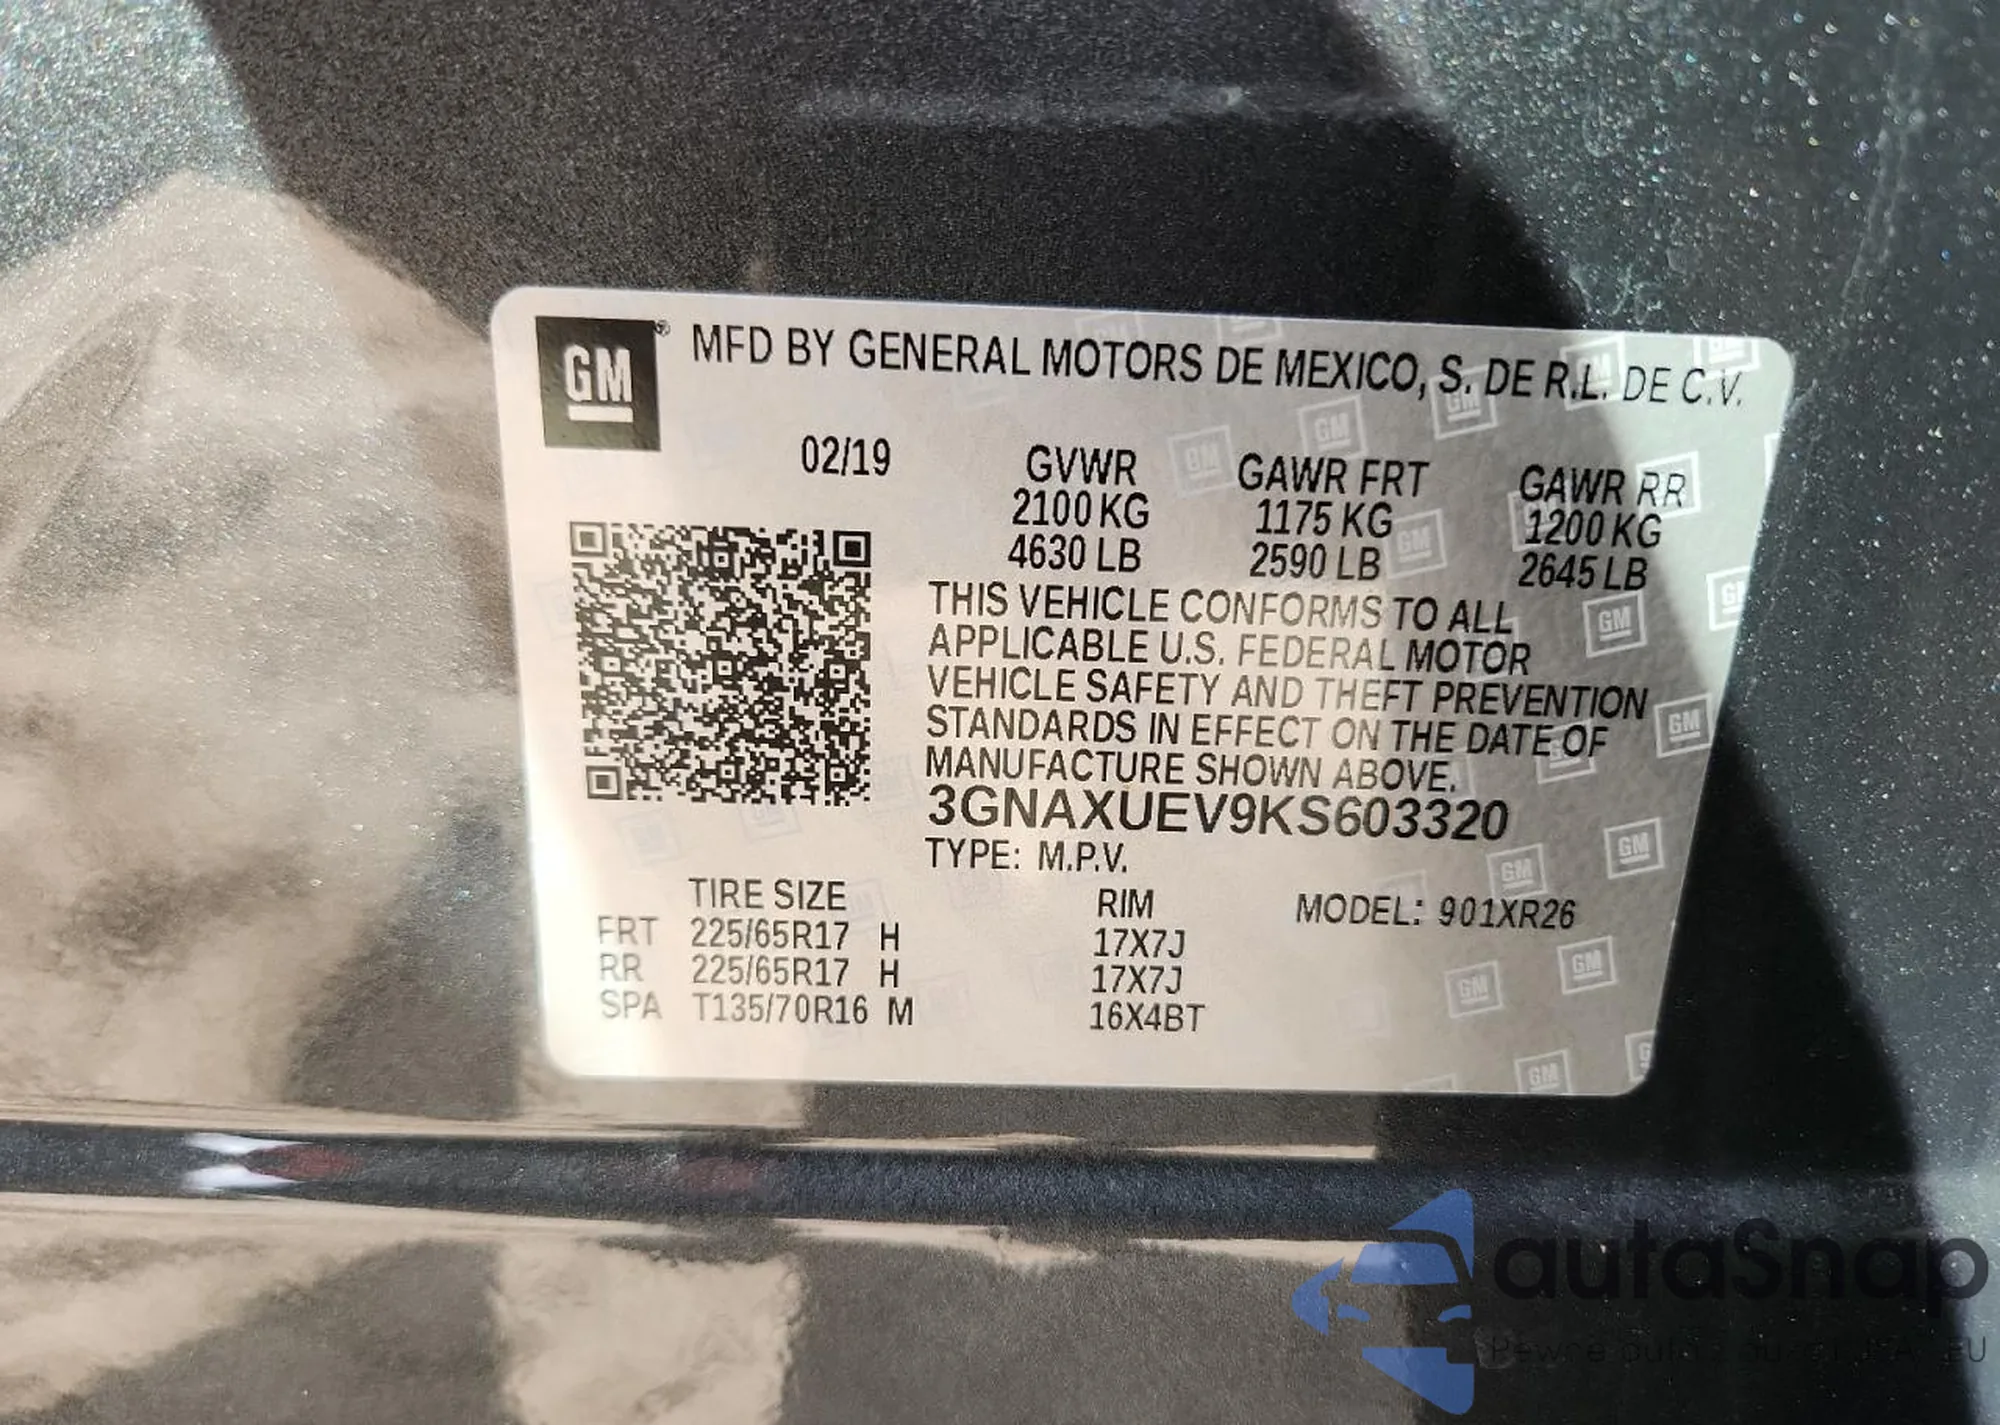 GM® MFD BY GENERAL MOTORS DE MEXICO, S. DE R.L. DE C.V.
02/19 GVWR GAWR FRT GAWR RR
2100 KG 1175 KG 1200 KG
4630 LB 2590 LB 2645 LB
THIS VEHICLE CONFORMS TO ALL
APPLICABLE U.S. FEDERAL MOTOR
VEHICLE SAFETY AND THEFT PREVENTION
STANDARDS IN EFFECT ON THE DATE OF
MANUFACTURE SHOWN ABOVE.
3GNAXUEV9KS603320
TYPE: M.P.V.
TIRE SIZE RIM MODEL: 901XR26
FRT 225/65R17 H 17X7J
RR 225/65R17 H 17X7J
SPA T135/70R16 M 16X4BT
autaSnap